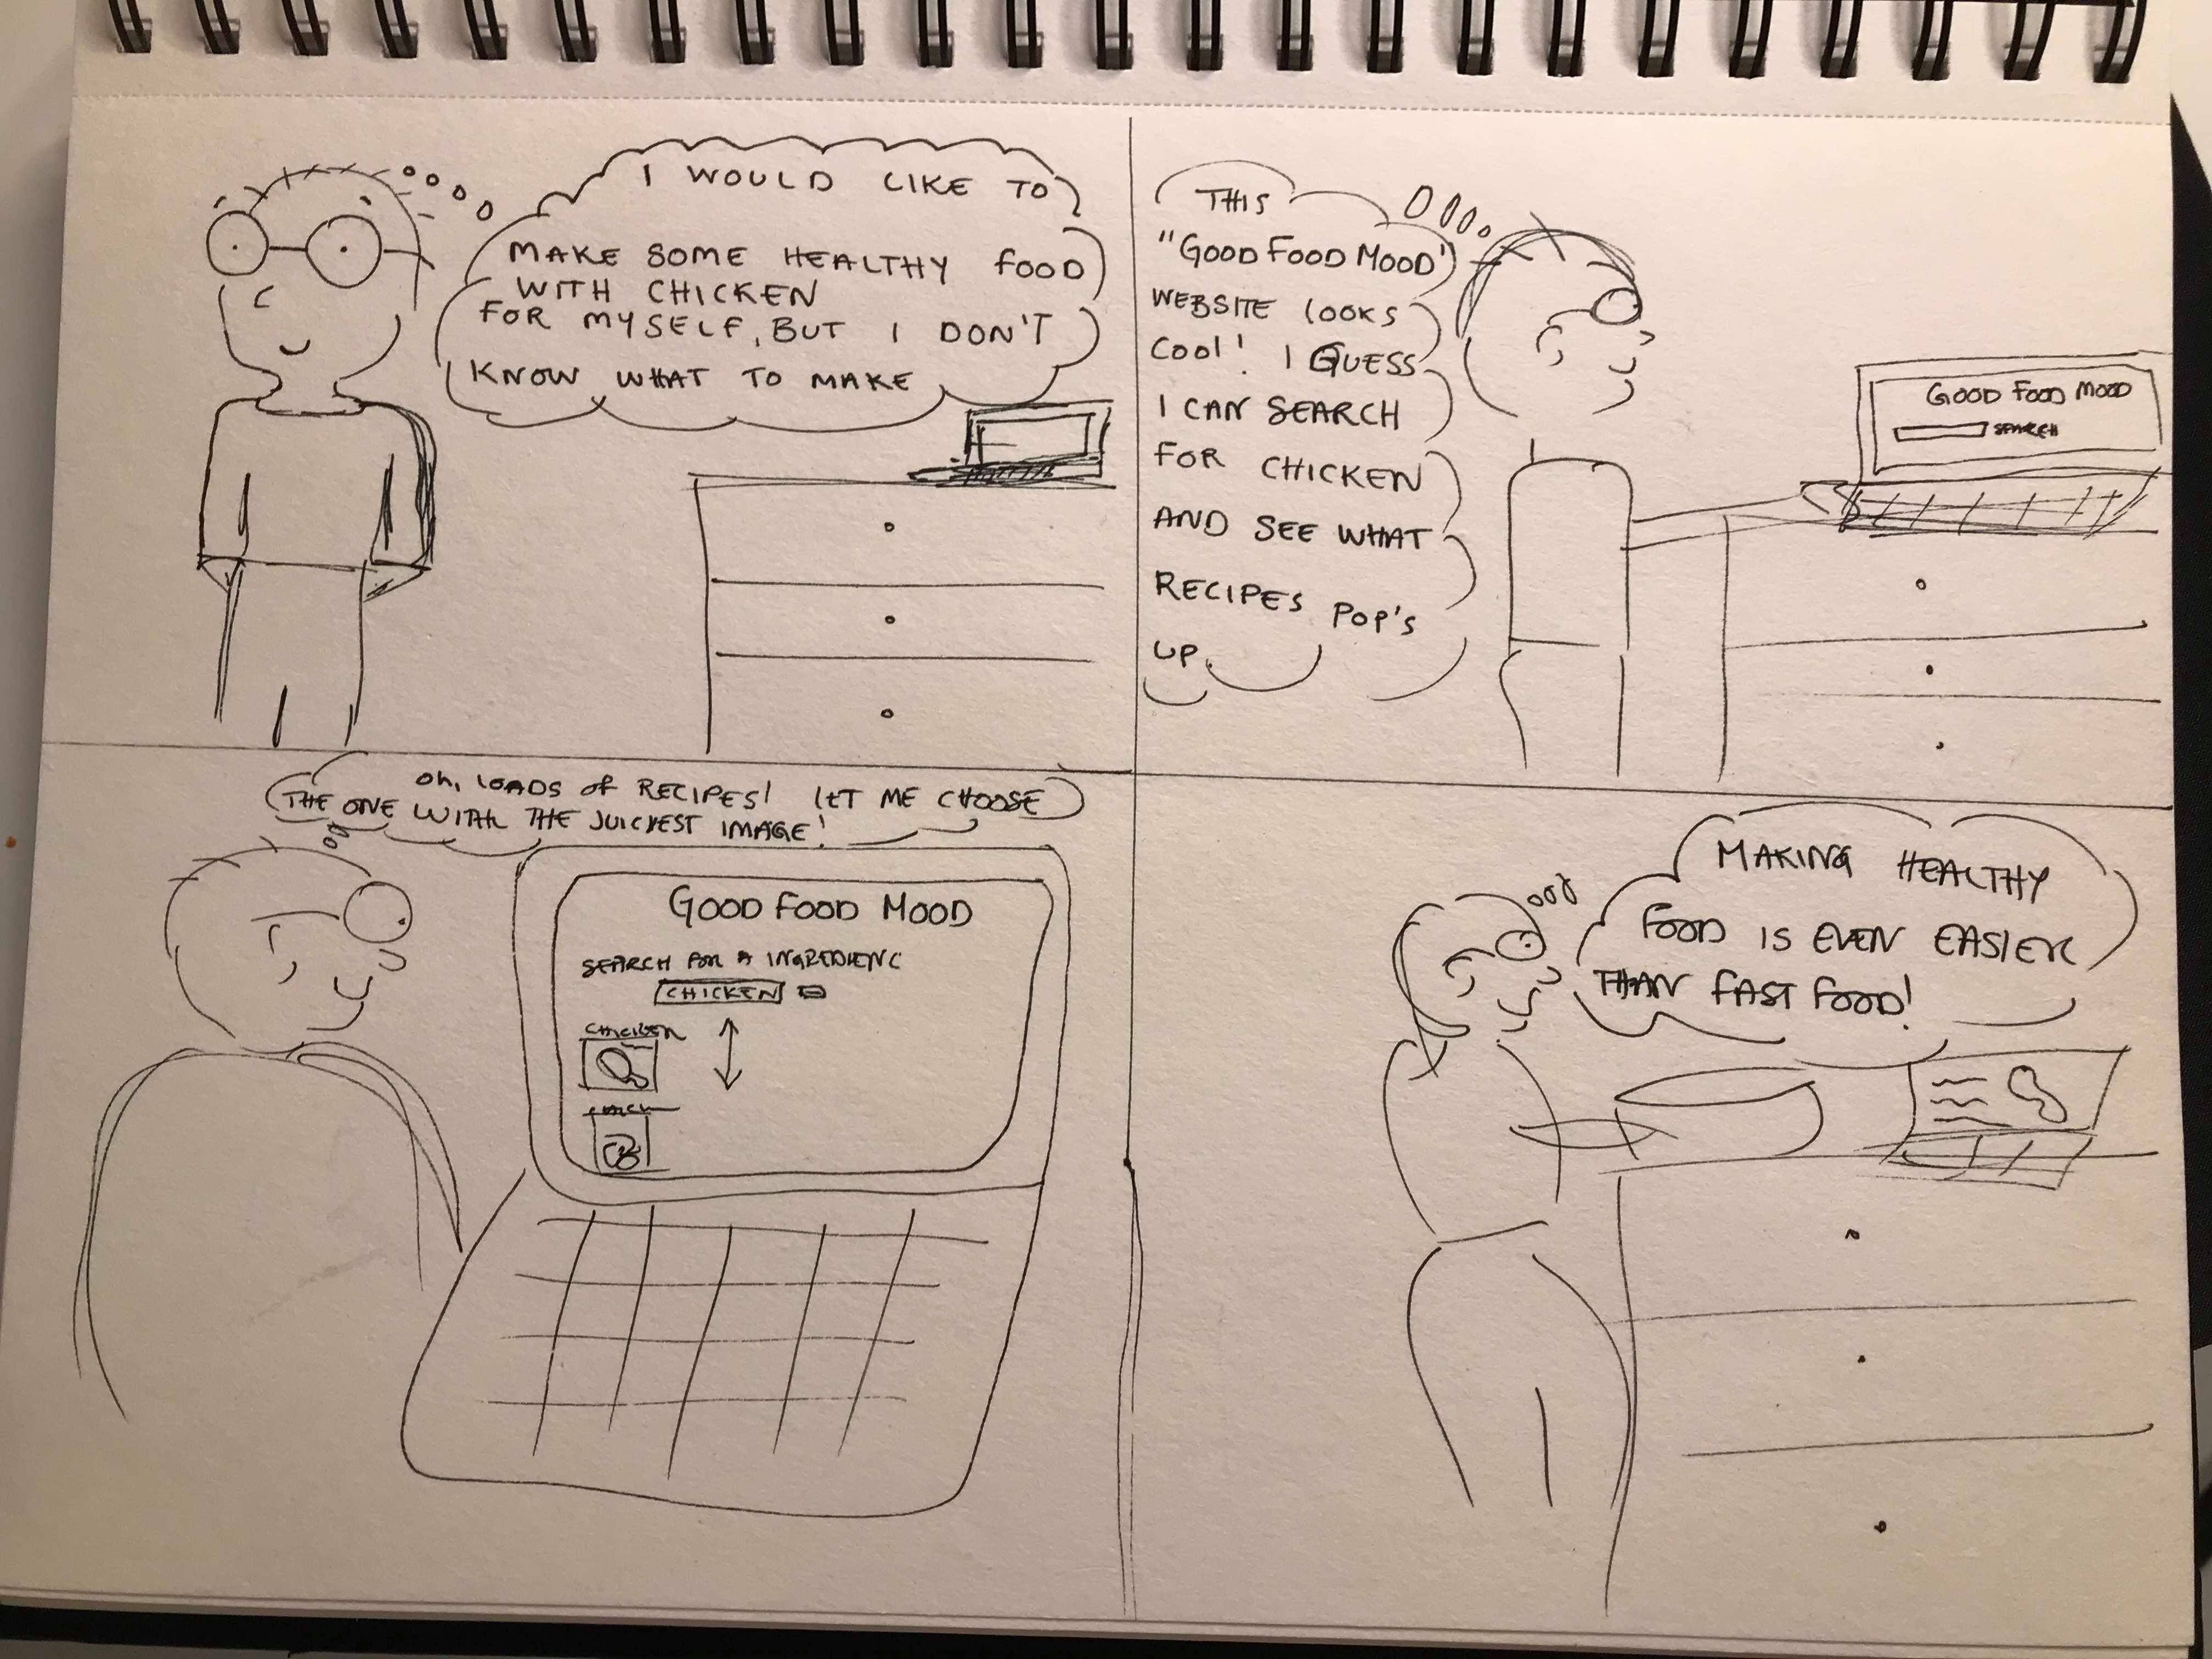 I WOULD LIKE TO
MAKE SOME HEALTHY FOOD
WITH CHICKEN
FOR MYSELF, BUT I DON'T
KNOW WHAT TO MAKE
THIS
"GOOD FOOD MOOD"
WEBSITE LOOKS
COOL! I GUESS
I CAN SEARCH
FOR CHICKEN
AND SEE WHAT
RECIPES POP'S
UP
GOOD FOOD MOOD
SEARCH
OH, LOADS OF RECIPES! LET ME CHOOSE
THE ONE WITH THE JUICYEST IMAGE!
GOOD FOOD MOOD
SEARCH FOR A INGREDIENC
CHICKEN
CHICKEN
MAKING HEALTHY
FOOD IS EVEN EASIER
THAN FAST FOOD!